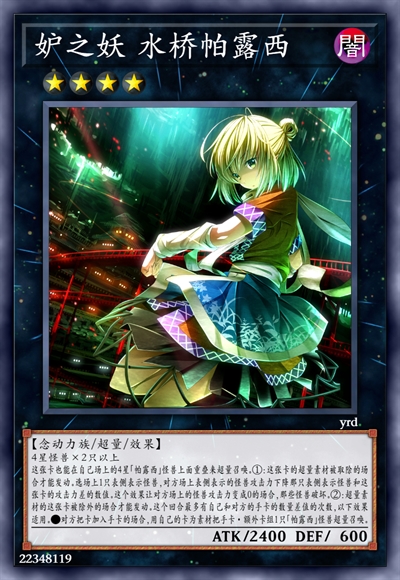 妒之妖 水桥帕露西
闇
yrd
【念动力族/超量/效果】
4星怪兽×2只以上
这张卡也能在自己场上的4星「帕露西」怪兽上面重叠来超量召唤。①：这张卡的超量素材被取除的场
合才能发动。选场上1只表侧表示怪兽，对方场上表侧表示的怪兽攻击力下降那只表侧表示怪兽和这
张卡的攻击力差的数值。这个效果让对方场上的怪兽攻击力变成0的场合，那些怪兽破坏。②：超量素
材的这张卡被除外的场合才能发动。这个回合最多有自己和对方的手卡的数量差值的次数，以下效果
适用。●对方把卡加入手卡的场合，用自己的卡为素材把手卡·额外卡组1只「帕露西」怪兽超量召唤。
ATK/2400 DEF/ 600
22348119